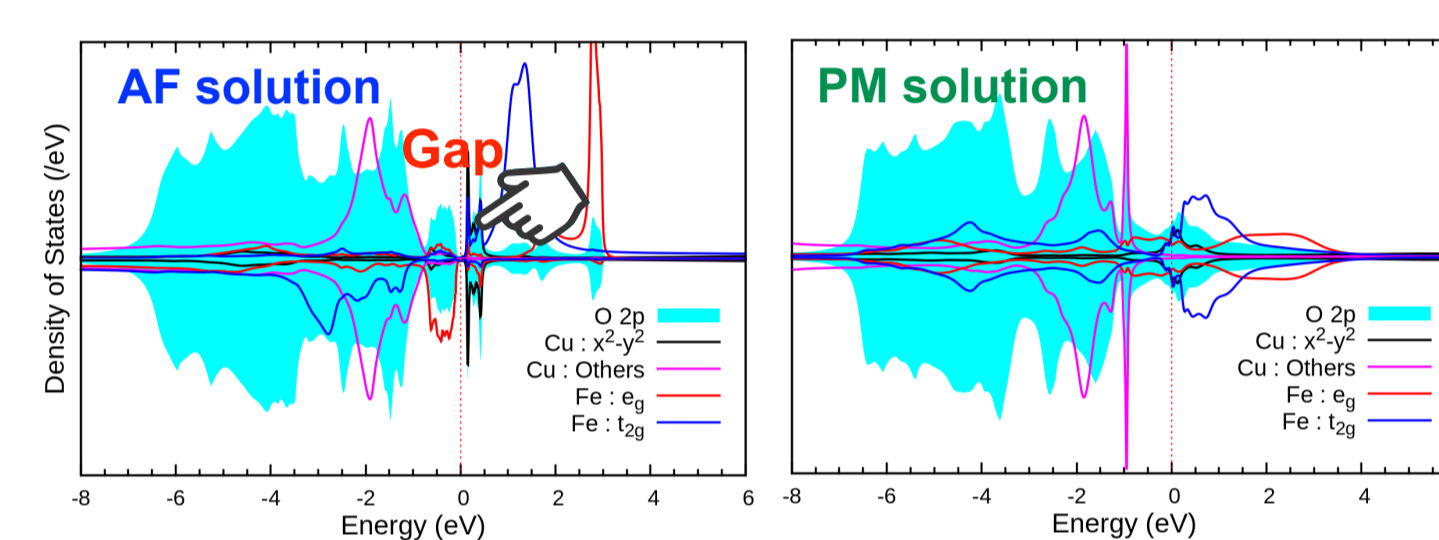 AF solution
Gap
Density of States (/eV)
O 2p
Cu : x²-y²
Cu : Others
Fe : e_g
Fe : t_2g
-8 -6 -4 -2 0 2 4 6
Energy (eV)
PM solution
O 2p
Cu : x²-y²
Cu : Others
Fe : e_g
Fe : t_2g
-8 -6 -4 -2 0 2 4
Energy (eV)